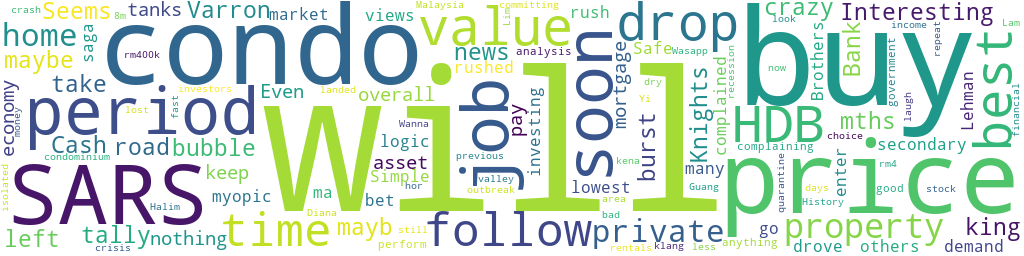 crash
8m
Seems
tanks
Varron
market
rush
crazy
Interesting
look
income
Malaysia
committing
Lim
Lam
home
saga
rm400k
condo
views
value
news
analysis
drop
Safe
Wasapp
buy
Brothers
Bank
government
repeat
maybe
investors
landed
rushed
soon
mortgage
complained
recession
now
take
Even
overall
dry
Yi
economy
money
period
lost
fast
Wanna
Will
job
pay
investing
burst
Knights
laugh
Lehman
financial
best
Cash
road
bubble
logic
asset
previous
lowest
many
HDB
mths
choice
secondary
condominium
complaining
quarantine
enter
rm4
SARS
keep
myopic
ma
Simple
bet
valley
outbreak
kena
Guang
area
price
days
good
stock
isolated
Halim
hor
History
left
tally
crisis
nothing
time
Diana
mayb
still
perform
follow
bad
rentals
klang
less
private
anything
go
property
drove
others
demand
king